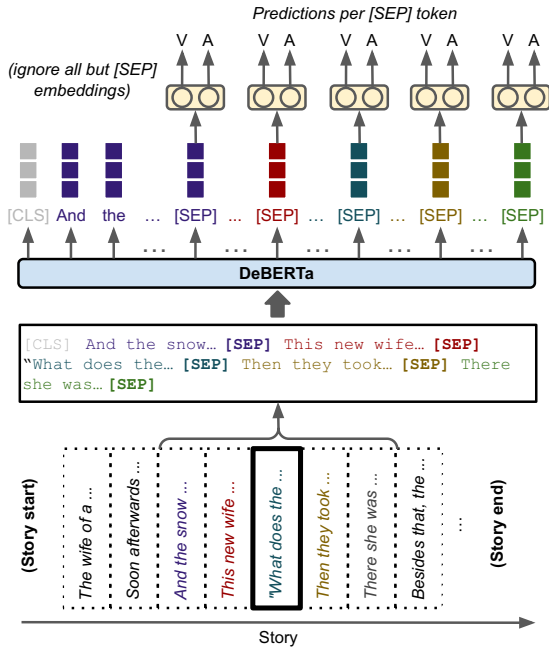 Predictions per [SEP] token
V A V A V A V A V A
(ignore all but [SEP]
embeddings)
[CLS] And the ... [SEP] ... [SEP] ... [SEP] ... [SEP] ... [SEP]
... ... ... ... ...
DeBERTa
[CLS] And the snow… [SEP] This new wife… [SEP]
“What does the… [SEP] Then they took… [SEP] There
she was… [SEP]
(Story start)
The wife of a ...
Soon afterwards ...
And the snow ...
This new wife ...
"What does the ...
Then they took ...
There she was ...
Besides that, the ...
...
(Story end)
Story